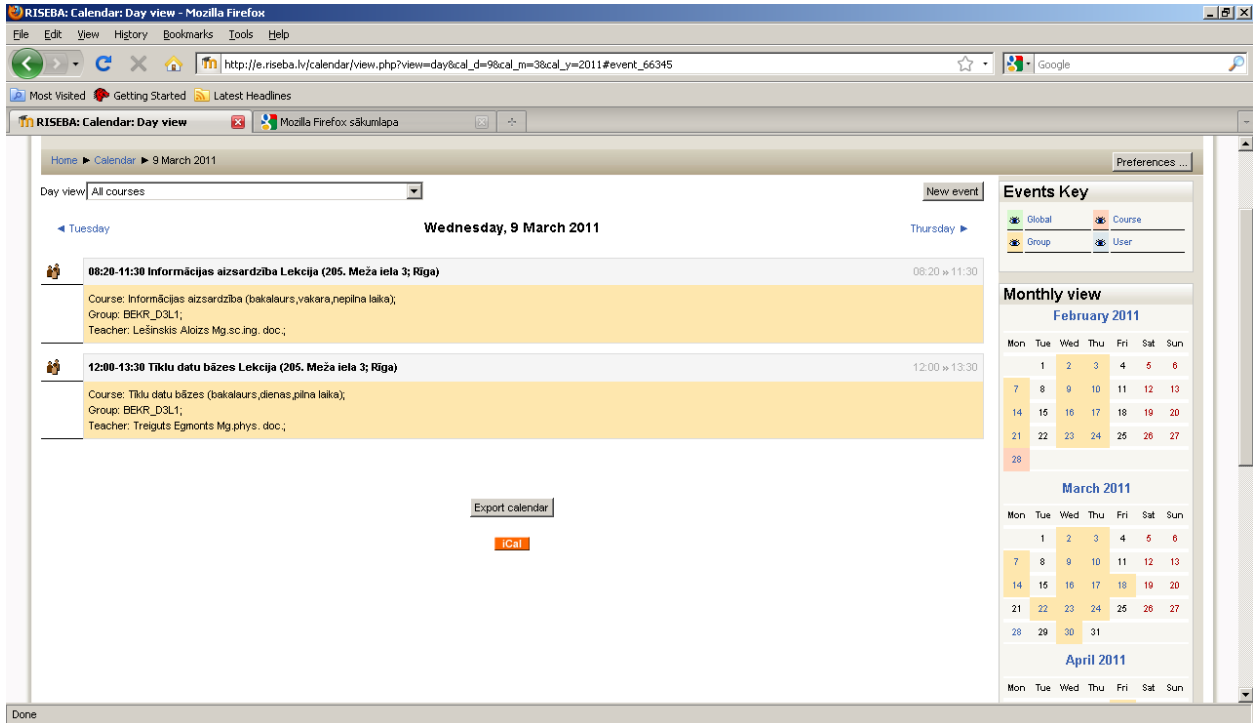 RISEBA: Calendar: Day view - Mozilla Firefox
File Edit View History Bookmarks Tools Help
http://e.riseba.lv/calendar/view.php?view=day&cal_d=9&cal_m=3&cal_y=2011#event_66345
Google
Most Visited Getting Started Latest Headlines
RISEBA: Calendar: Day view
Mozilla Firefox sākumlapa
Home ► Calendar ► 9 March 2011
Preferences ...
Day view All courses
New event
◄ Tuesday
Wednesday, 9 March 2011
Thursday ►
08:20-11:30 Informācijas aizsardzība Lekcija (205. Meža iela 3; Rīga)
08:20 » 11:30
Course: Informācijas aizsardzība (bakalaurs,vakara,nepilna laika);
Group: BEKR_D3L1;
Teacher: Lešinskis Aloizs Mg.sc.ing. doc.;
12:00-13:30 Tīklu datu bāzes Lekcija (205. Meža iela 3; Rīga)
12:00 » 13:30
Course: Tīklu datu bāzes (bakalaurs,dienas,pilna laika);
Group: BEKR_D3L1;
Teacher: Treiguts Egmonts Mg.phys. doc.;
Export calendar
iCal
Events Key
Global Course
Group User
Monthly view
February 2011
Mon Tue Wed Thu Fri Sat Sun
1 2 3 4 5 6
7 8 9 10 11 12 13
14 15 16 17 18 19 20
21 22 23 24 25 26 27
28
March 2011
Mon Tue Wed Thu Fri Sat Sun
1 2 3 4 5 6
7 8 9 10 11 12 13
14 15 16 17 18 19 20
21 22 23 24 25 26 27
28 29 30 31
April 2011
Mon Tue Wed Thu Fri Sat Sun
Done